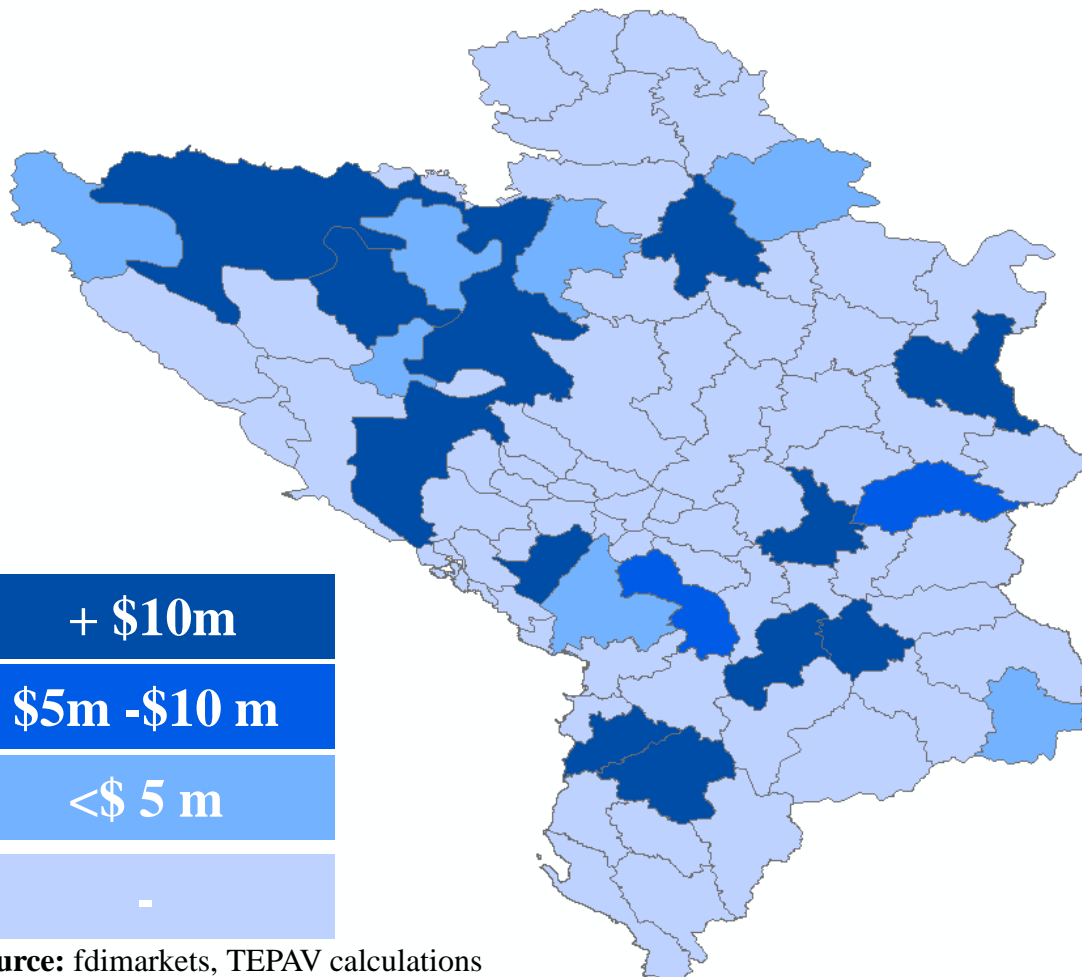 + $10m
$5m -$10 m
<$ 5 m
-
urce: fdimarkets, TEPAV calculations